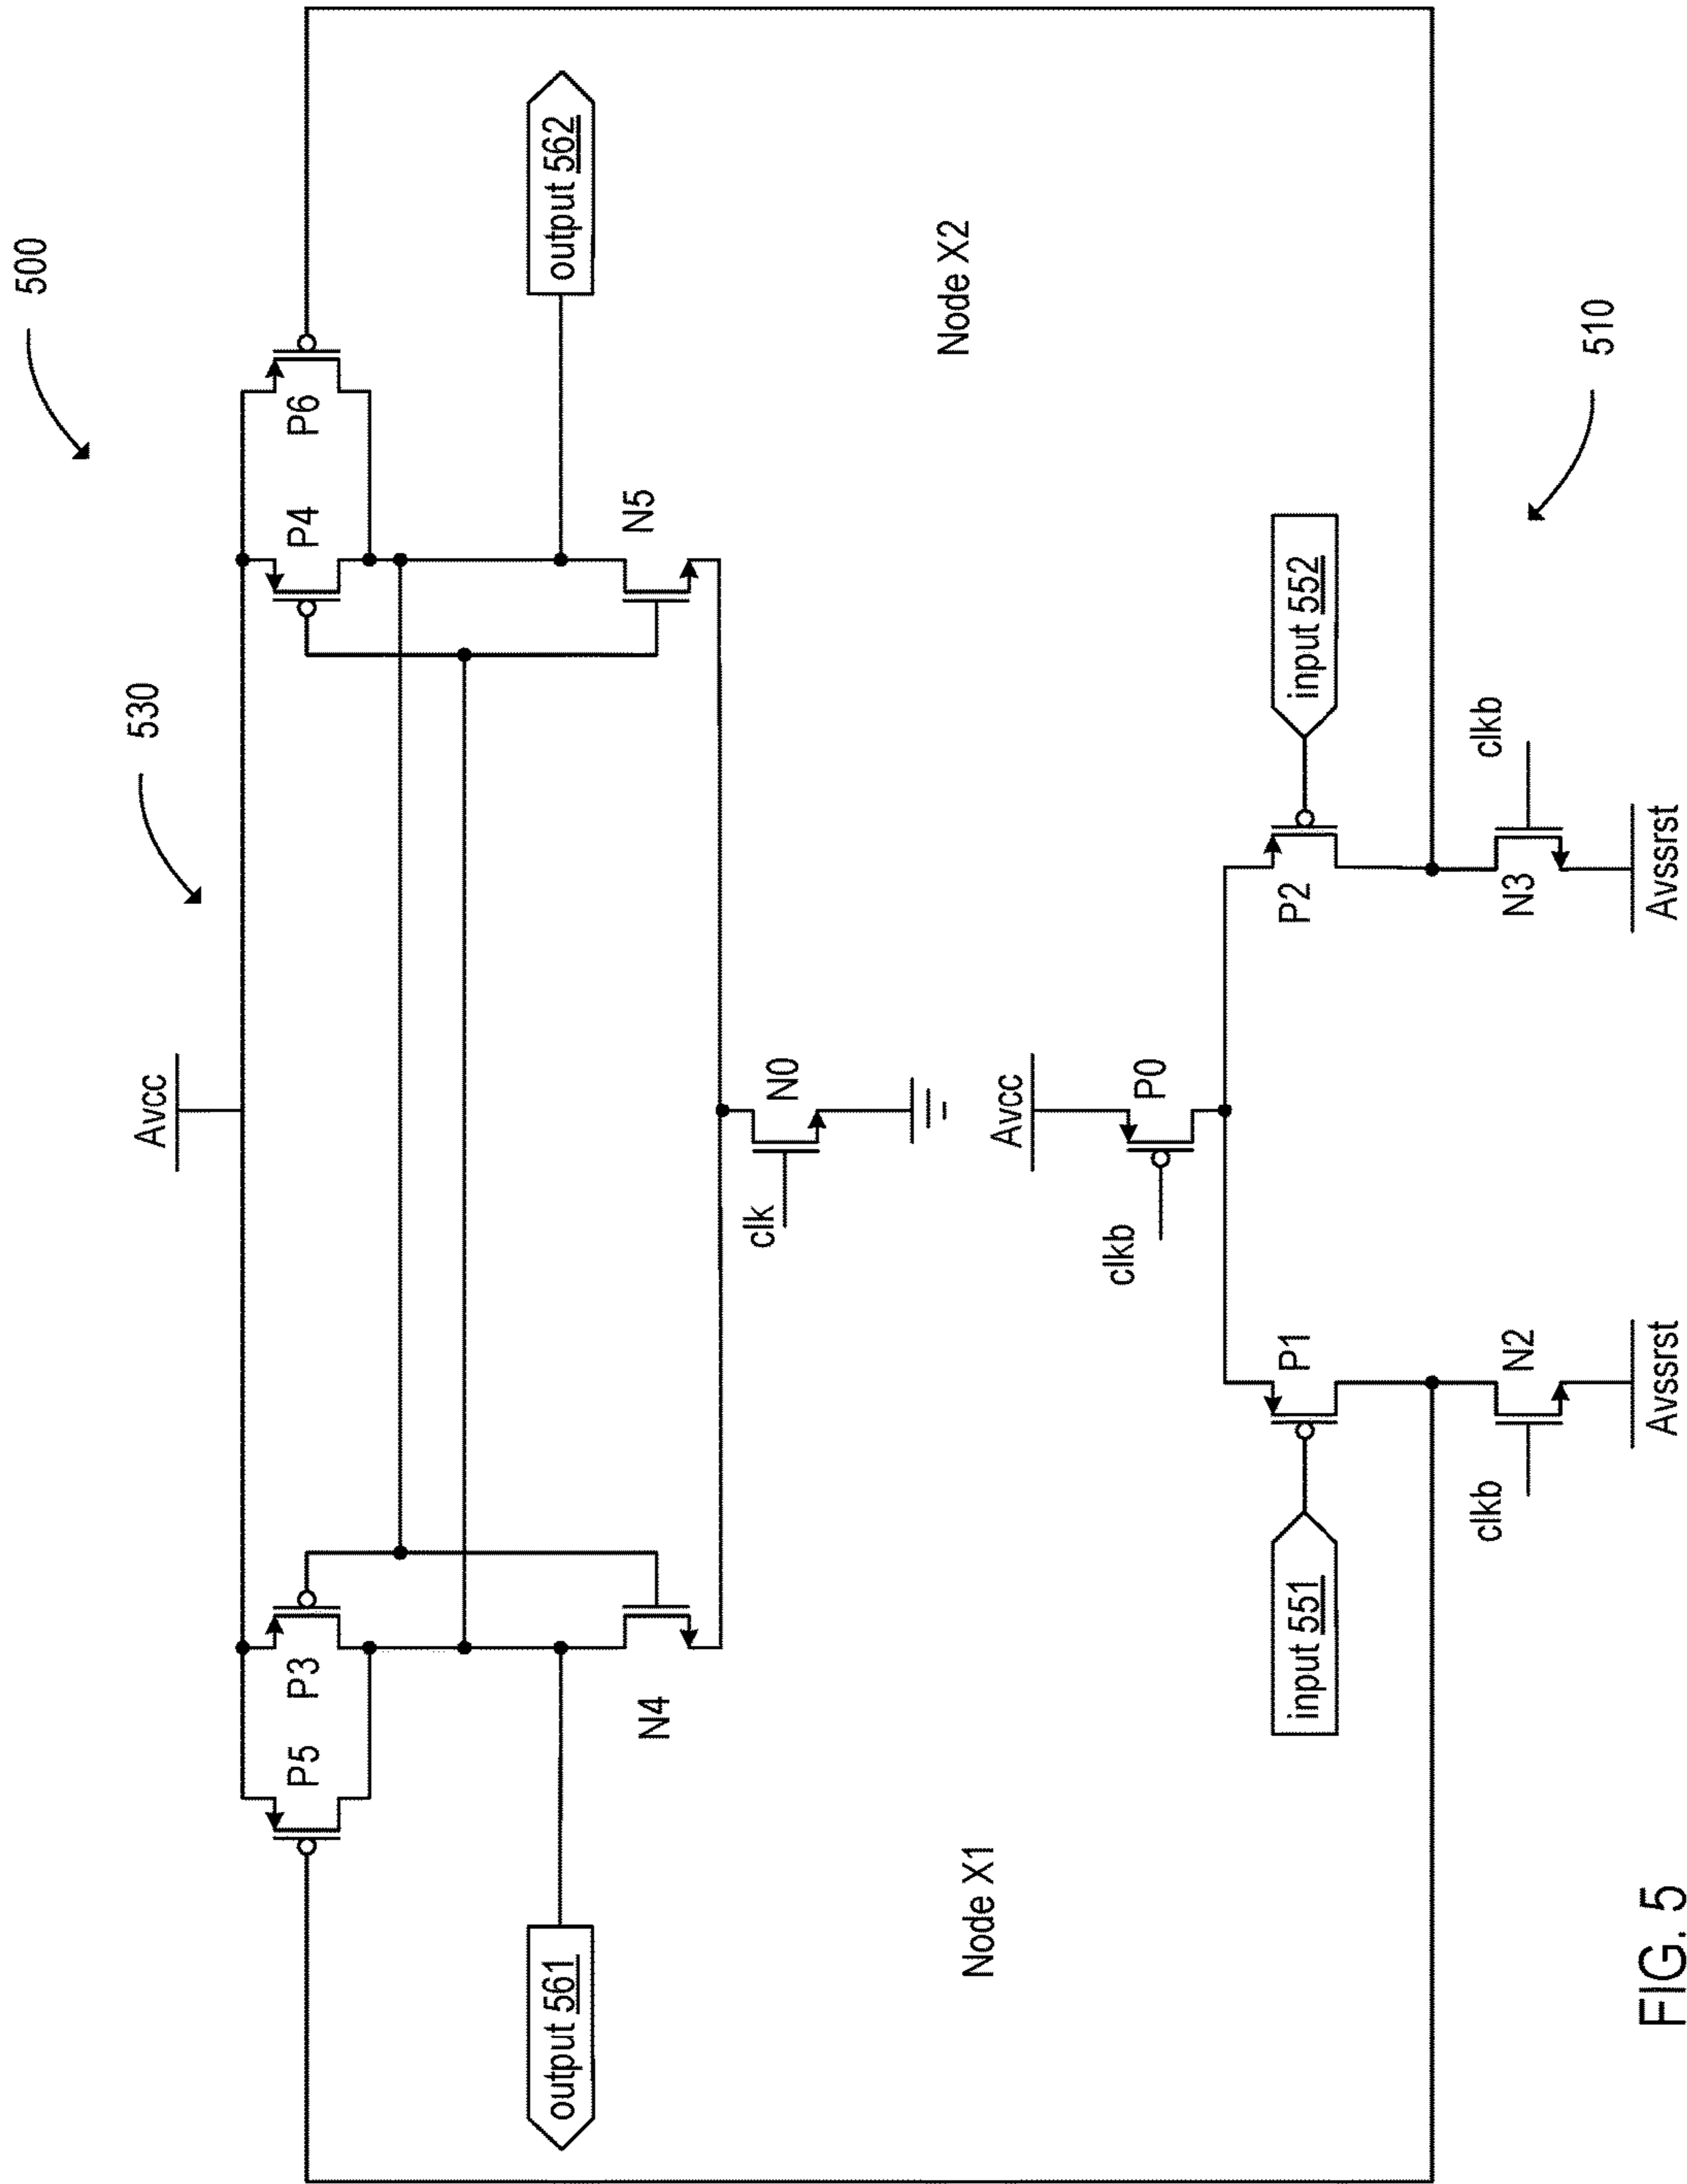 500
530
Avcc
P5
P3
P4
P6
output 561
output 562
N4
N5
clk
N0
Node X1
Node X2
Avcc
clkb
P0
input 551
P1
P2
input 552
clkb
N2
N3
clkb
510
Avssrst
Avssrst
FIG. 5